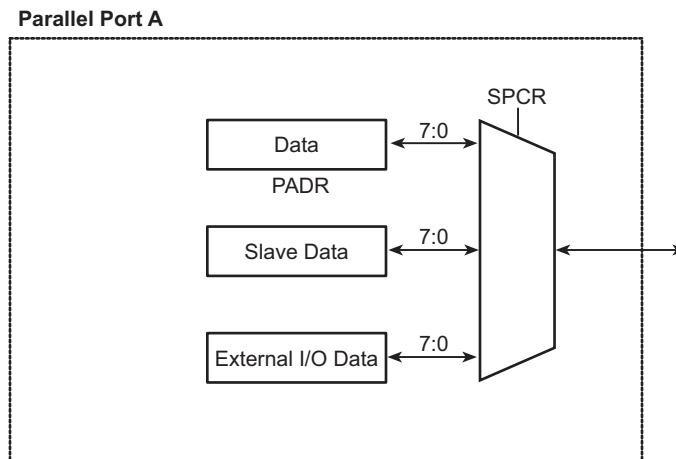 Parallel Port A
SPCR
Data
7:0
PADR
Slave Data
7:0
External I/O Data
7:0